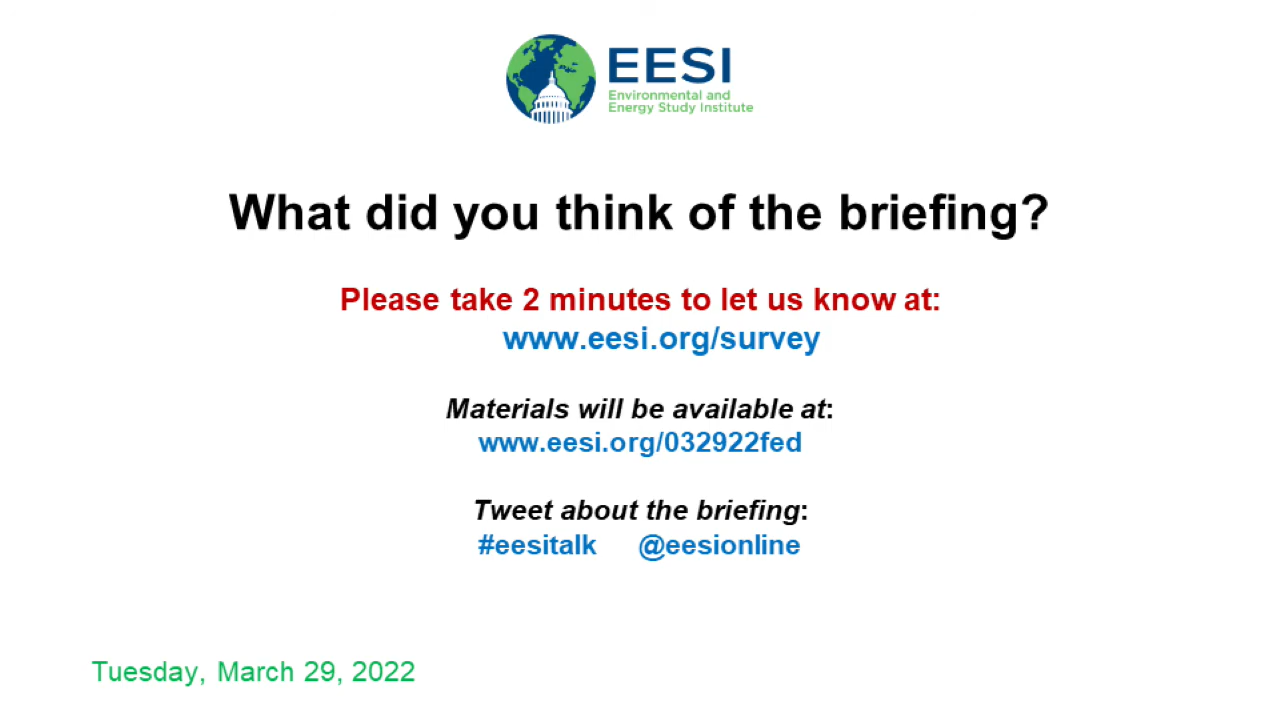 EESI
Environmental and
Energy Study Institute
What did you think of the briefing?
Please take 2 minutes to let us know at:
www.eesi.org/survey
Materials will be available at:
www.eesi.org/032922fed
Tweet about the briefing:
#eesitalk @eesionline
Tuesday, March 29, 2022